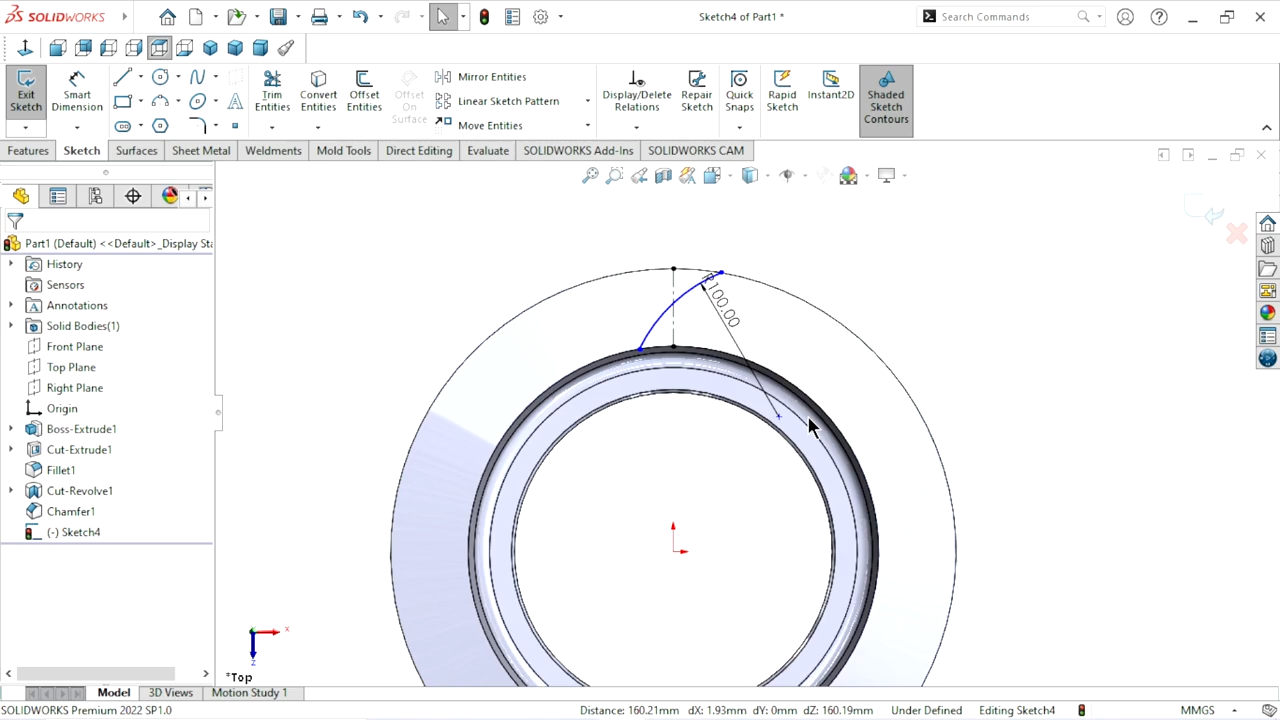 SOLIDWORKS
Sketch4 of Part1 *
Search Commands
Exit Sketch
Smart Dimension
Trim Entities
Convert Entities
Offset Entities
Offset On Surface
Mirror Entities
Linear Sketch Pattern
Move Entities
Display/Delete Relations
Repair Sketch
Quick Snaps
Rapid Sketch
Instant2D
Shaded Sketch Contours
Features
Sketch
Surfaces
Sheet Metal
Weldments
Mold Tools
Direct Editing
Evaluate
SOLIDWORKS Add-Ins
SOLIDWORKS CAM
Part1 (Default) <<Default>_Display Sta
History
Sensors
Annotations
Solid Bodies(1)
Front Plane
Top Plane
Right Plane
Origin
Boss-Extrude1
Cut-Extrude1
Fillet1
Cut-Revolve1
Chamfer1
(-) Sketch4
R100.00
x
z
*Top
Model
3D Views
Motion Study 1
SOLIDWORKS Premium 2022 SP1.0
Distance: 160.21mm dX: 1.93mm dY: 0mm dZ: 160.19mm
Under Defined
Editing Sketch4
MMGS